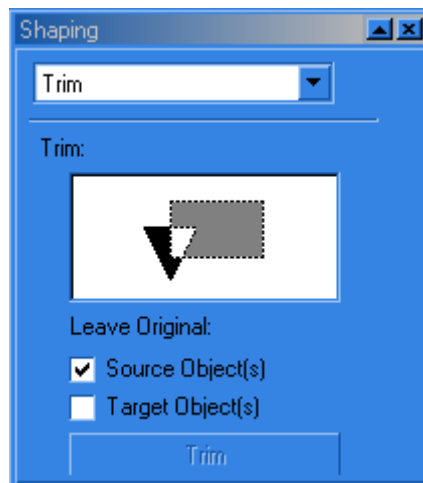 Shaping
Trim
Trim:
Leave Original:
Source Object(s)
Target Object(s)
Trim